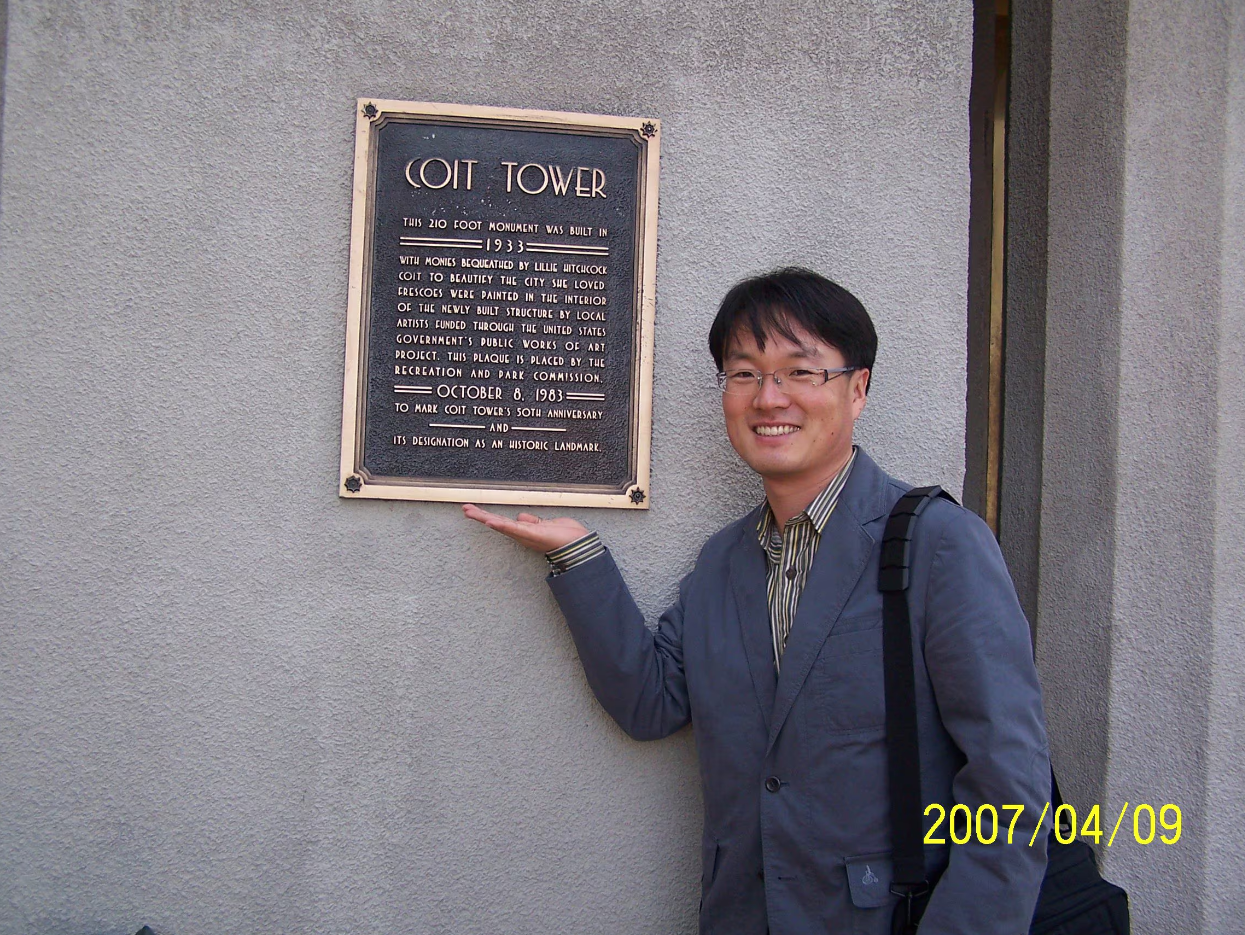 COIT TOWER
THIS 210 FOOT MONUMENT WAS BUILT IN
1933
WITH MONIES BEQUEATHED BY LILLIE HITCHCOCK
COIT TO BEAUTIFY THE CITY SHE LOVED
FRESCOES WERE PAINTED IN THE INTERIOR
OF THE NEWLY BUILT STRUCTURE BY LOCAL
ARTISTS FUNDED THROUGH THE UNITED STATES
GOVERNMENT'S PUBLIC WORKS OF ART
PROJECT. THIS PLAQUE IS PLACED BY THE
RECREATION AND PARK COMMISSION.
OCTOBER 8, 1983
TO MARK COIT TOWER'S 50TH ANNIVERSARY
AND
ITS DESIGNATION AS AN HISTORIC LANDMARK.
2007/04/09